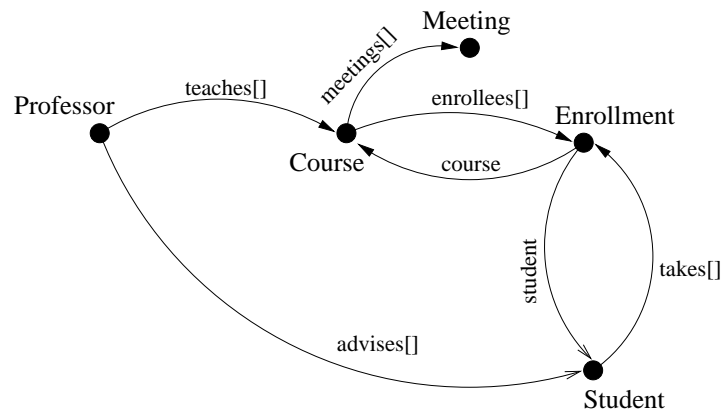 Meeting
meetings[]
teaches[]
Professor
enrollees[]
Enrollment
Course
course
student
takes[]
advises[]
Student